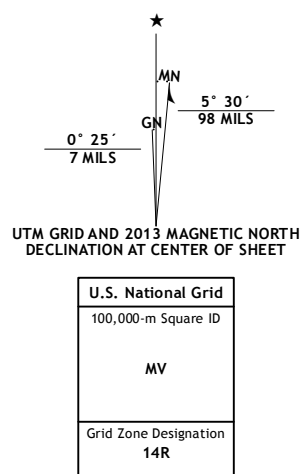 ★
MN
5° 30´
98 MILS
GN
0° 25´
7 MILS
UTM GRID AND 2013 MAGNETIC NORTH
DECLINATION AT CENTER OF SHEET
U.S. National Grid
100,000-m Square ID
MV
Grid Zone Designation
14R